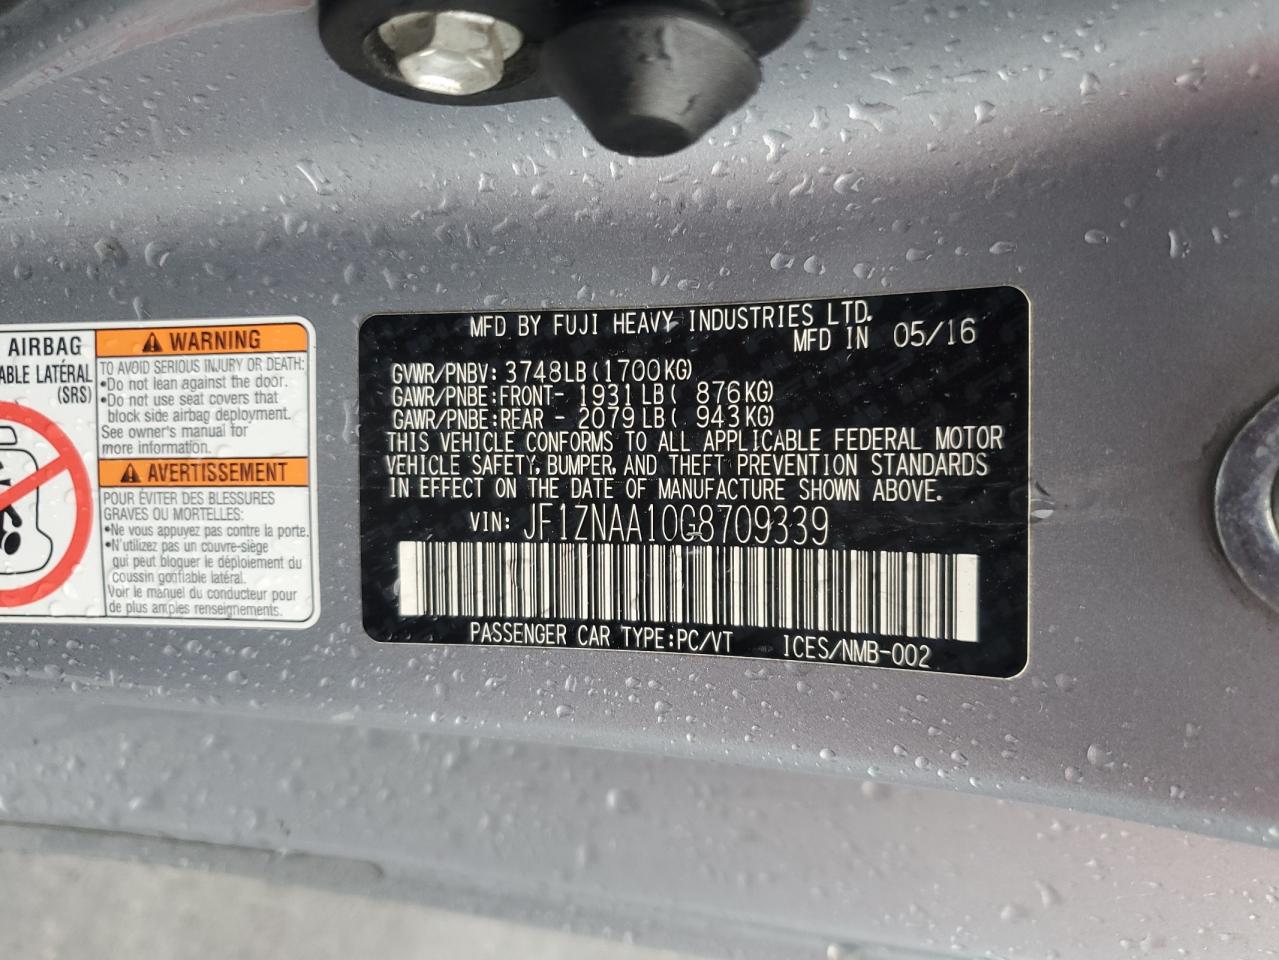 AIRBAG
ABLE LATÉRAL
(SRS)
WARNING
TO AVOID SERIOUS INJURY OR DEATH:
•Do not lean against the door.
•Do not use seat covers that
block side airbag deployment.
See owner's manual for
more information.
AVERTISSEMENT
POUR ÉVITER DES BLESSURES
GRAVES OU MORTELLES:
•Ne vous appuyez pas contre la porte.
•N'utilisez pas un couvre-siège
qui peut bloquer le déploiement du
coussin gonflable latéral.
Voir le manuel du conducteur pour
de plus amples renseignements.
MFD BY FUJI HEAVY INDUSTRIES LTD.
MFD IN 05/16
GVWR/PNBV: 3748LB(1700KG)
GAWR/PNBE:FRONT- 1931LB( 876KG)
GAWR/PNBE:REAR - 2079LB( 943KG)
THIS VEHICLE CONFORMS TO ALL APPLICABLE FEDERAL MOTOR
VEHICLE SAFETY, BUMPER, AND THEFT PREVENTION STANDARDS
IN EFFECT ON THE DATE OF MANUFACTURE SHOWN ABOVE.
VIN: JF1ZNAA10G8709339
PASSENGER CAR TYPE:PC/VT ICES/NMB-002